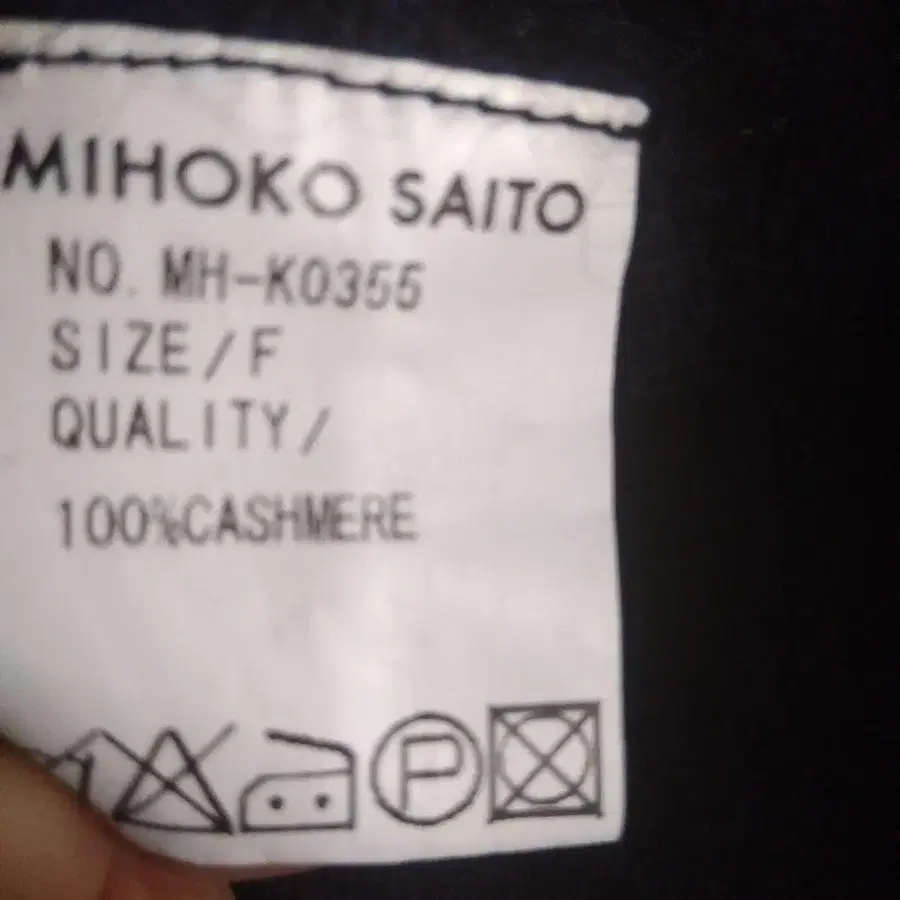 MIHOKO SAITO
NO. MH-K0355
SIZE/F
QUALITY/
100%CASHMERE
P